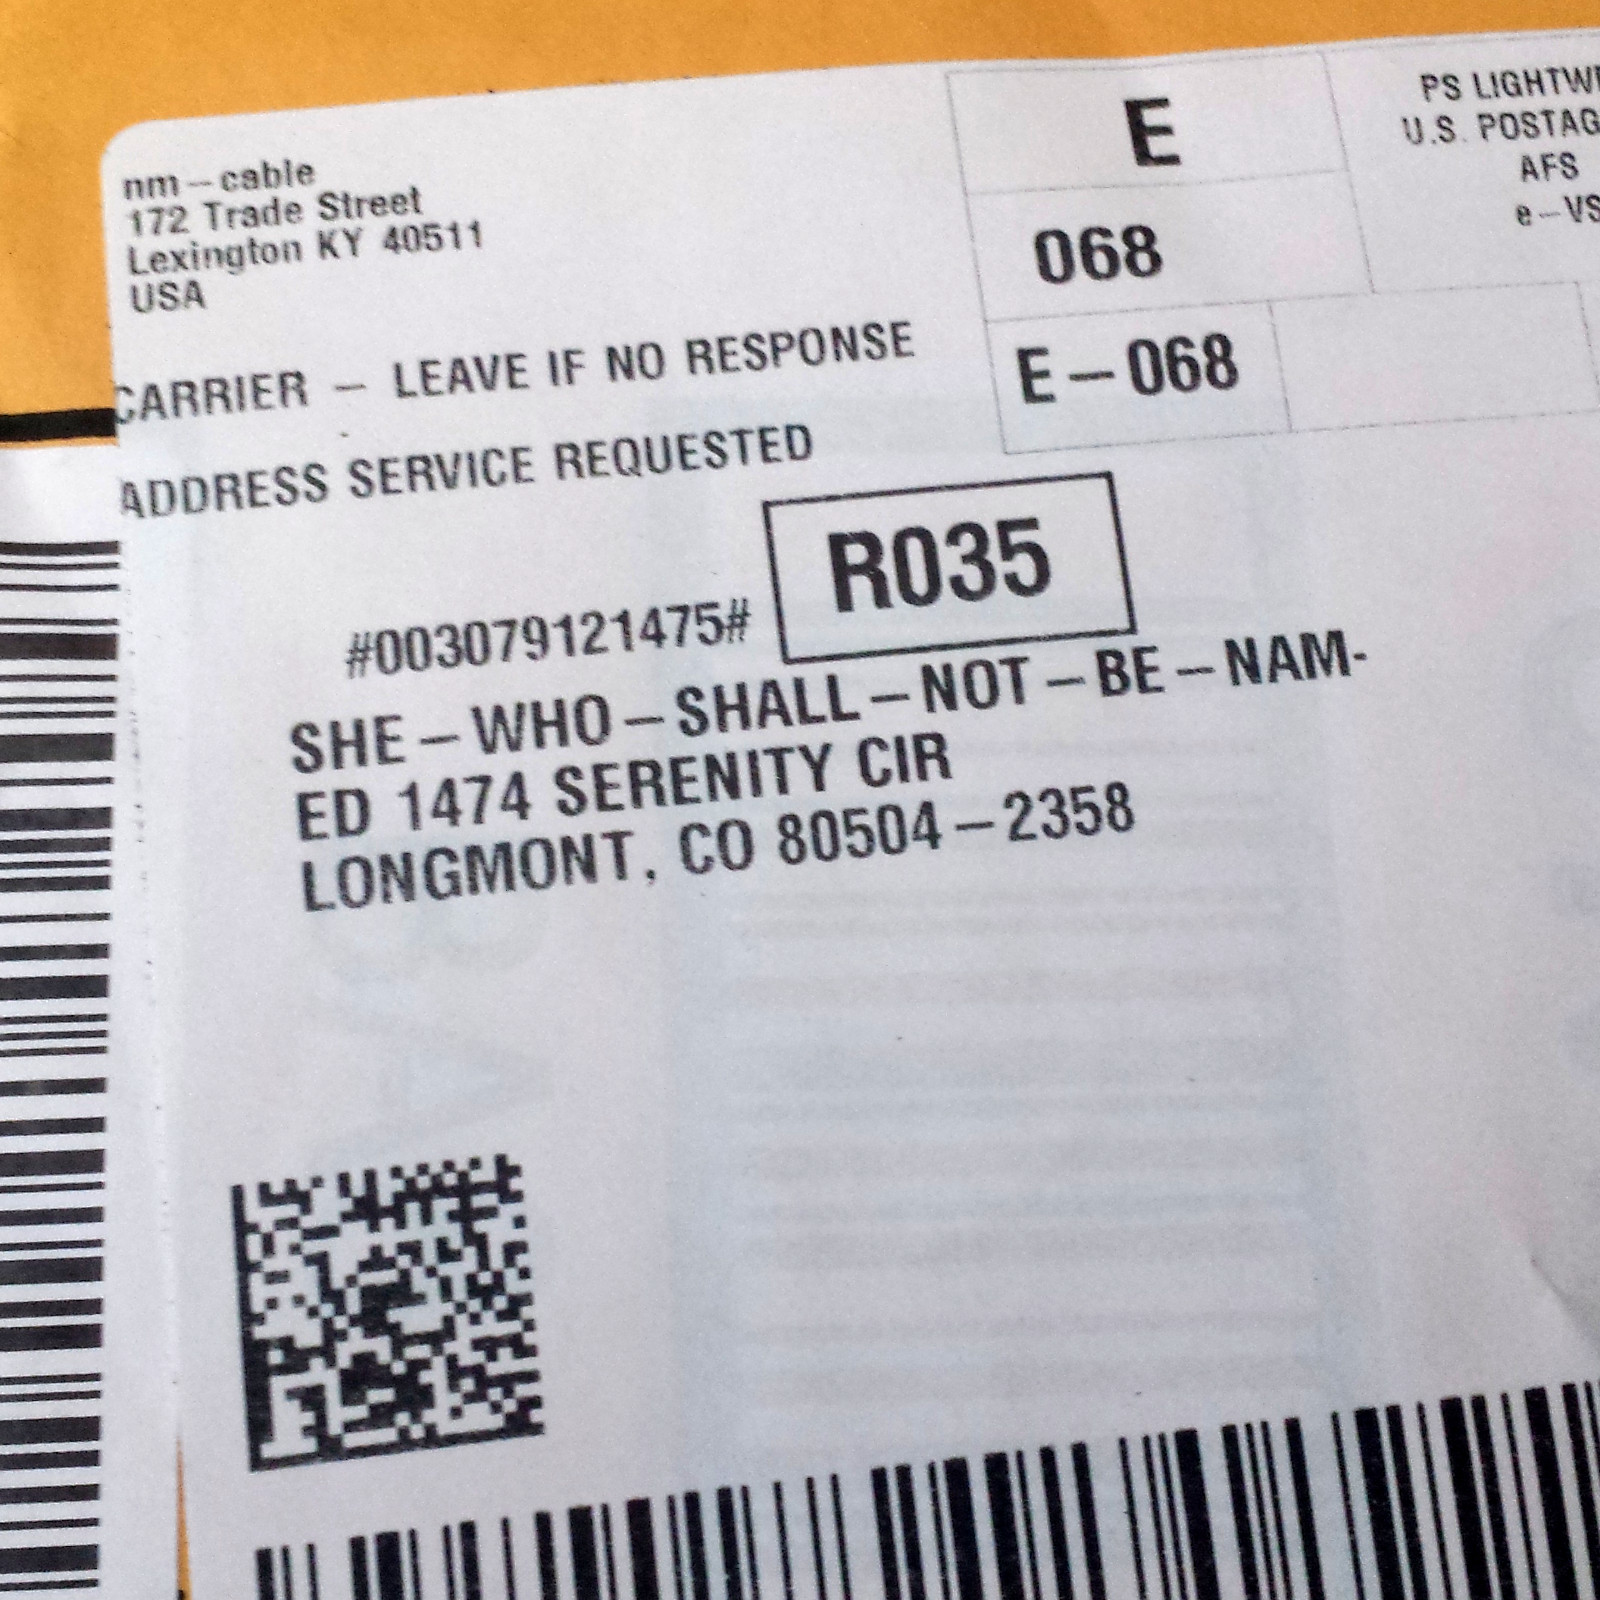 nm-cable
172 Trade Street
Lexington KY 40511
USA
CARRIER - LEAVE IF NO RESPONSE
ADDRESS SERVICE REQUESTED
E
068
E-068
PS LIGHTWE
U.S. POSTAG
AFS
e-VS
R035
#003079121475#
SHE-WHO-SHALL-NOT-BE-NAM-
ED 1474 SERENITY CIR
LONGMONT, CO 80504-2358